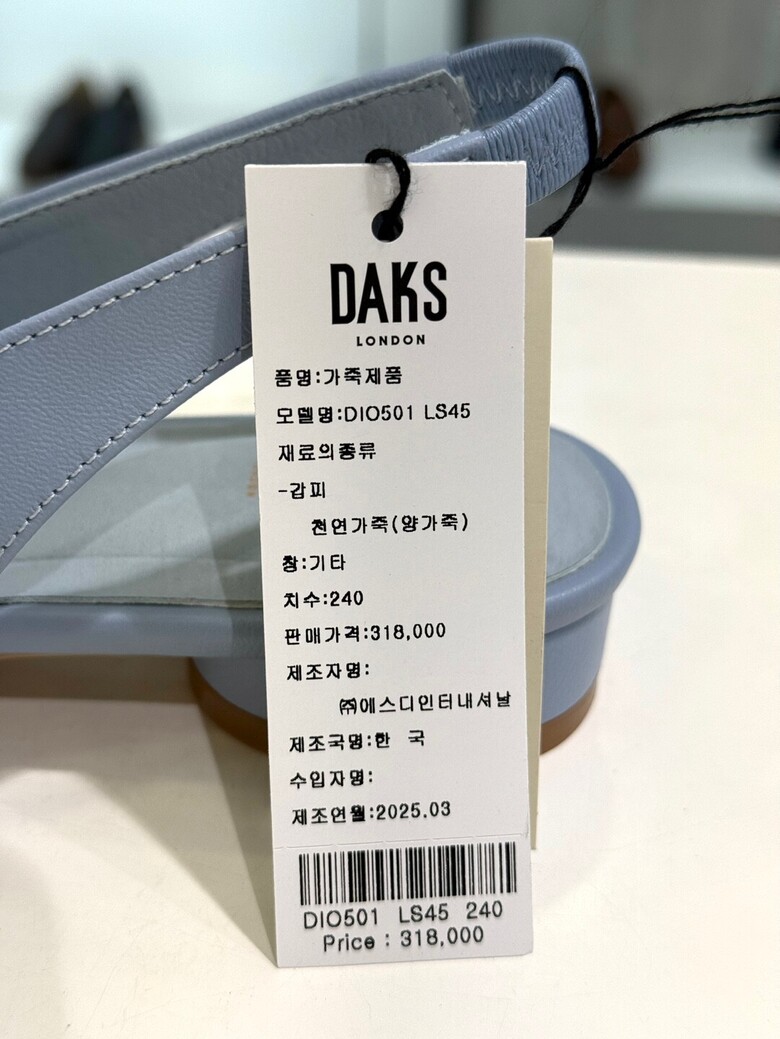 DAKS
LONDON
품명:가죽제품
모델명:DIO501 LS45
재료의종류
-갑피
천연가죽(양가죽)
창:기타
치수:240
판매가격:318,000
제조자명:
㈜에스디인터내셔날
제조국명:한 국
수입자명:
제조연월:2025.03
DIO501 LS45 240
Price : 318,000